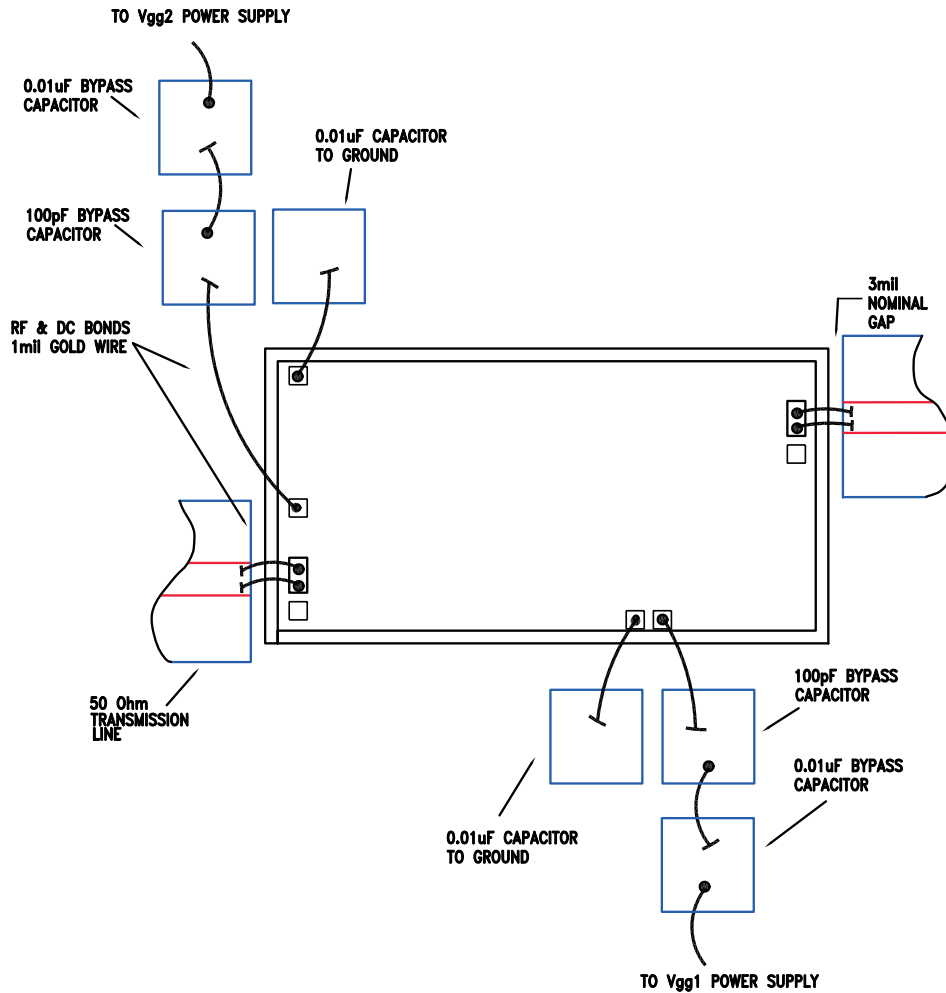 TO Vgg2 POWER SUPPLY
0.01uF BYPASS
CAPACITOR
0.01uF CAPACITOR
TO GROUND
100pF BYPASS
CAPACITOR
3mil
NOMINAL
GAP
RF & DC BONDS
1mil GOLD WIRE
50 Ohm
TRANSMISSION
LINE
100pF BYPASS
CAPACITOR
0.01uF BYPASS
CAPACITOR
0.01uF CAPACITOR
TO GROUND
TO Vgg1 POWER SUPPLY